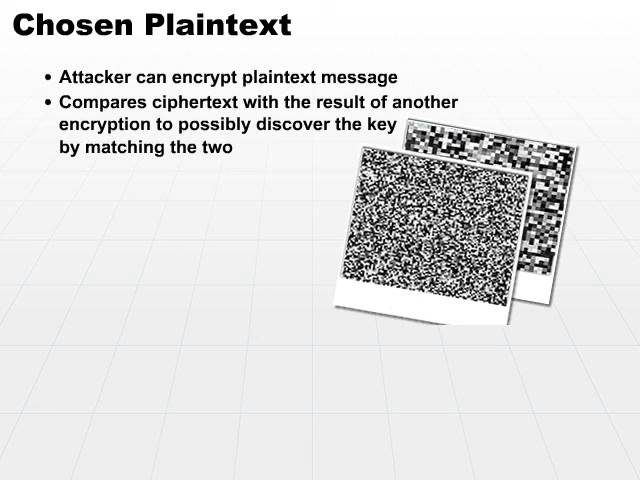 Chosen Plaintext
• Attacker can encrypt plaintext message
• Compares ciphertext with the result of another
encryption to possibly discover the key
by matching the two